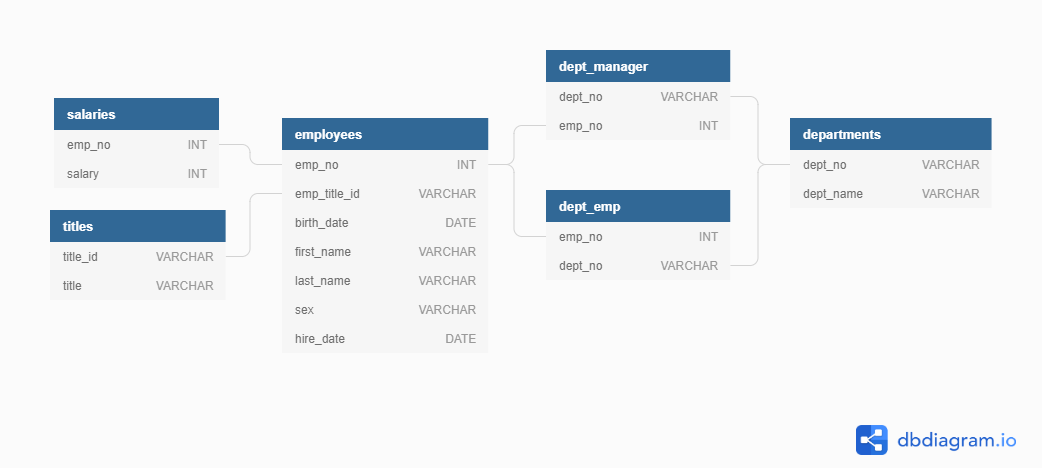 salaries
emp_no INT
salary INT
titles
title_id VARCHAR
title VARCHAR
employees
emp_no INT
emp_title_id VARCHAR
birth_date DATE
first_name VARCHAR
last_name VARCHAR
sex VARCHAR
hire_date DATE
dept_manager
dept_no VARCHAR
emp_no INT
dept_emp
emp_no INT
dept_no VARCHAR
departments
dept_no VARCHAR
dept_name VARCHAR
dbdiagram.io